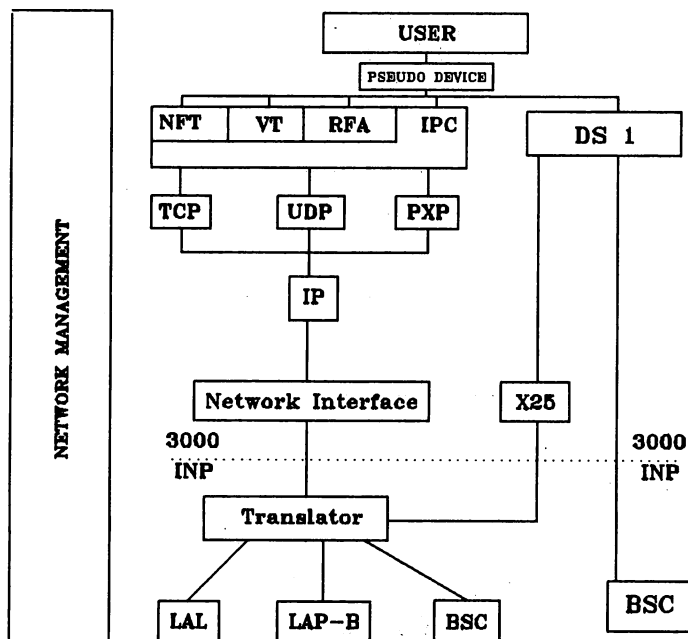 USER
PSEUDO DEVICE
NFT VT RFA IPC
DS 1
TCP UDP PXP
IP
NETWORK MANAGEMENT
Network Interface
X25
3000
INP
3000
INP
Translator
LAL LAP-B BSC
BSC